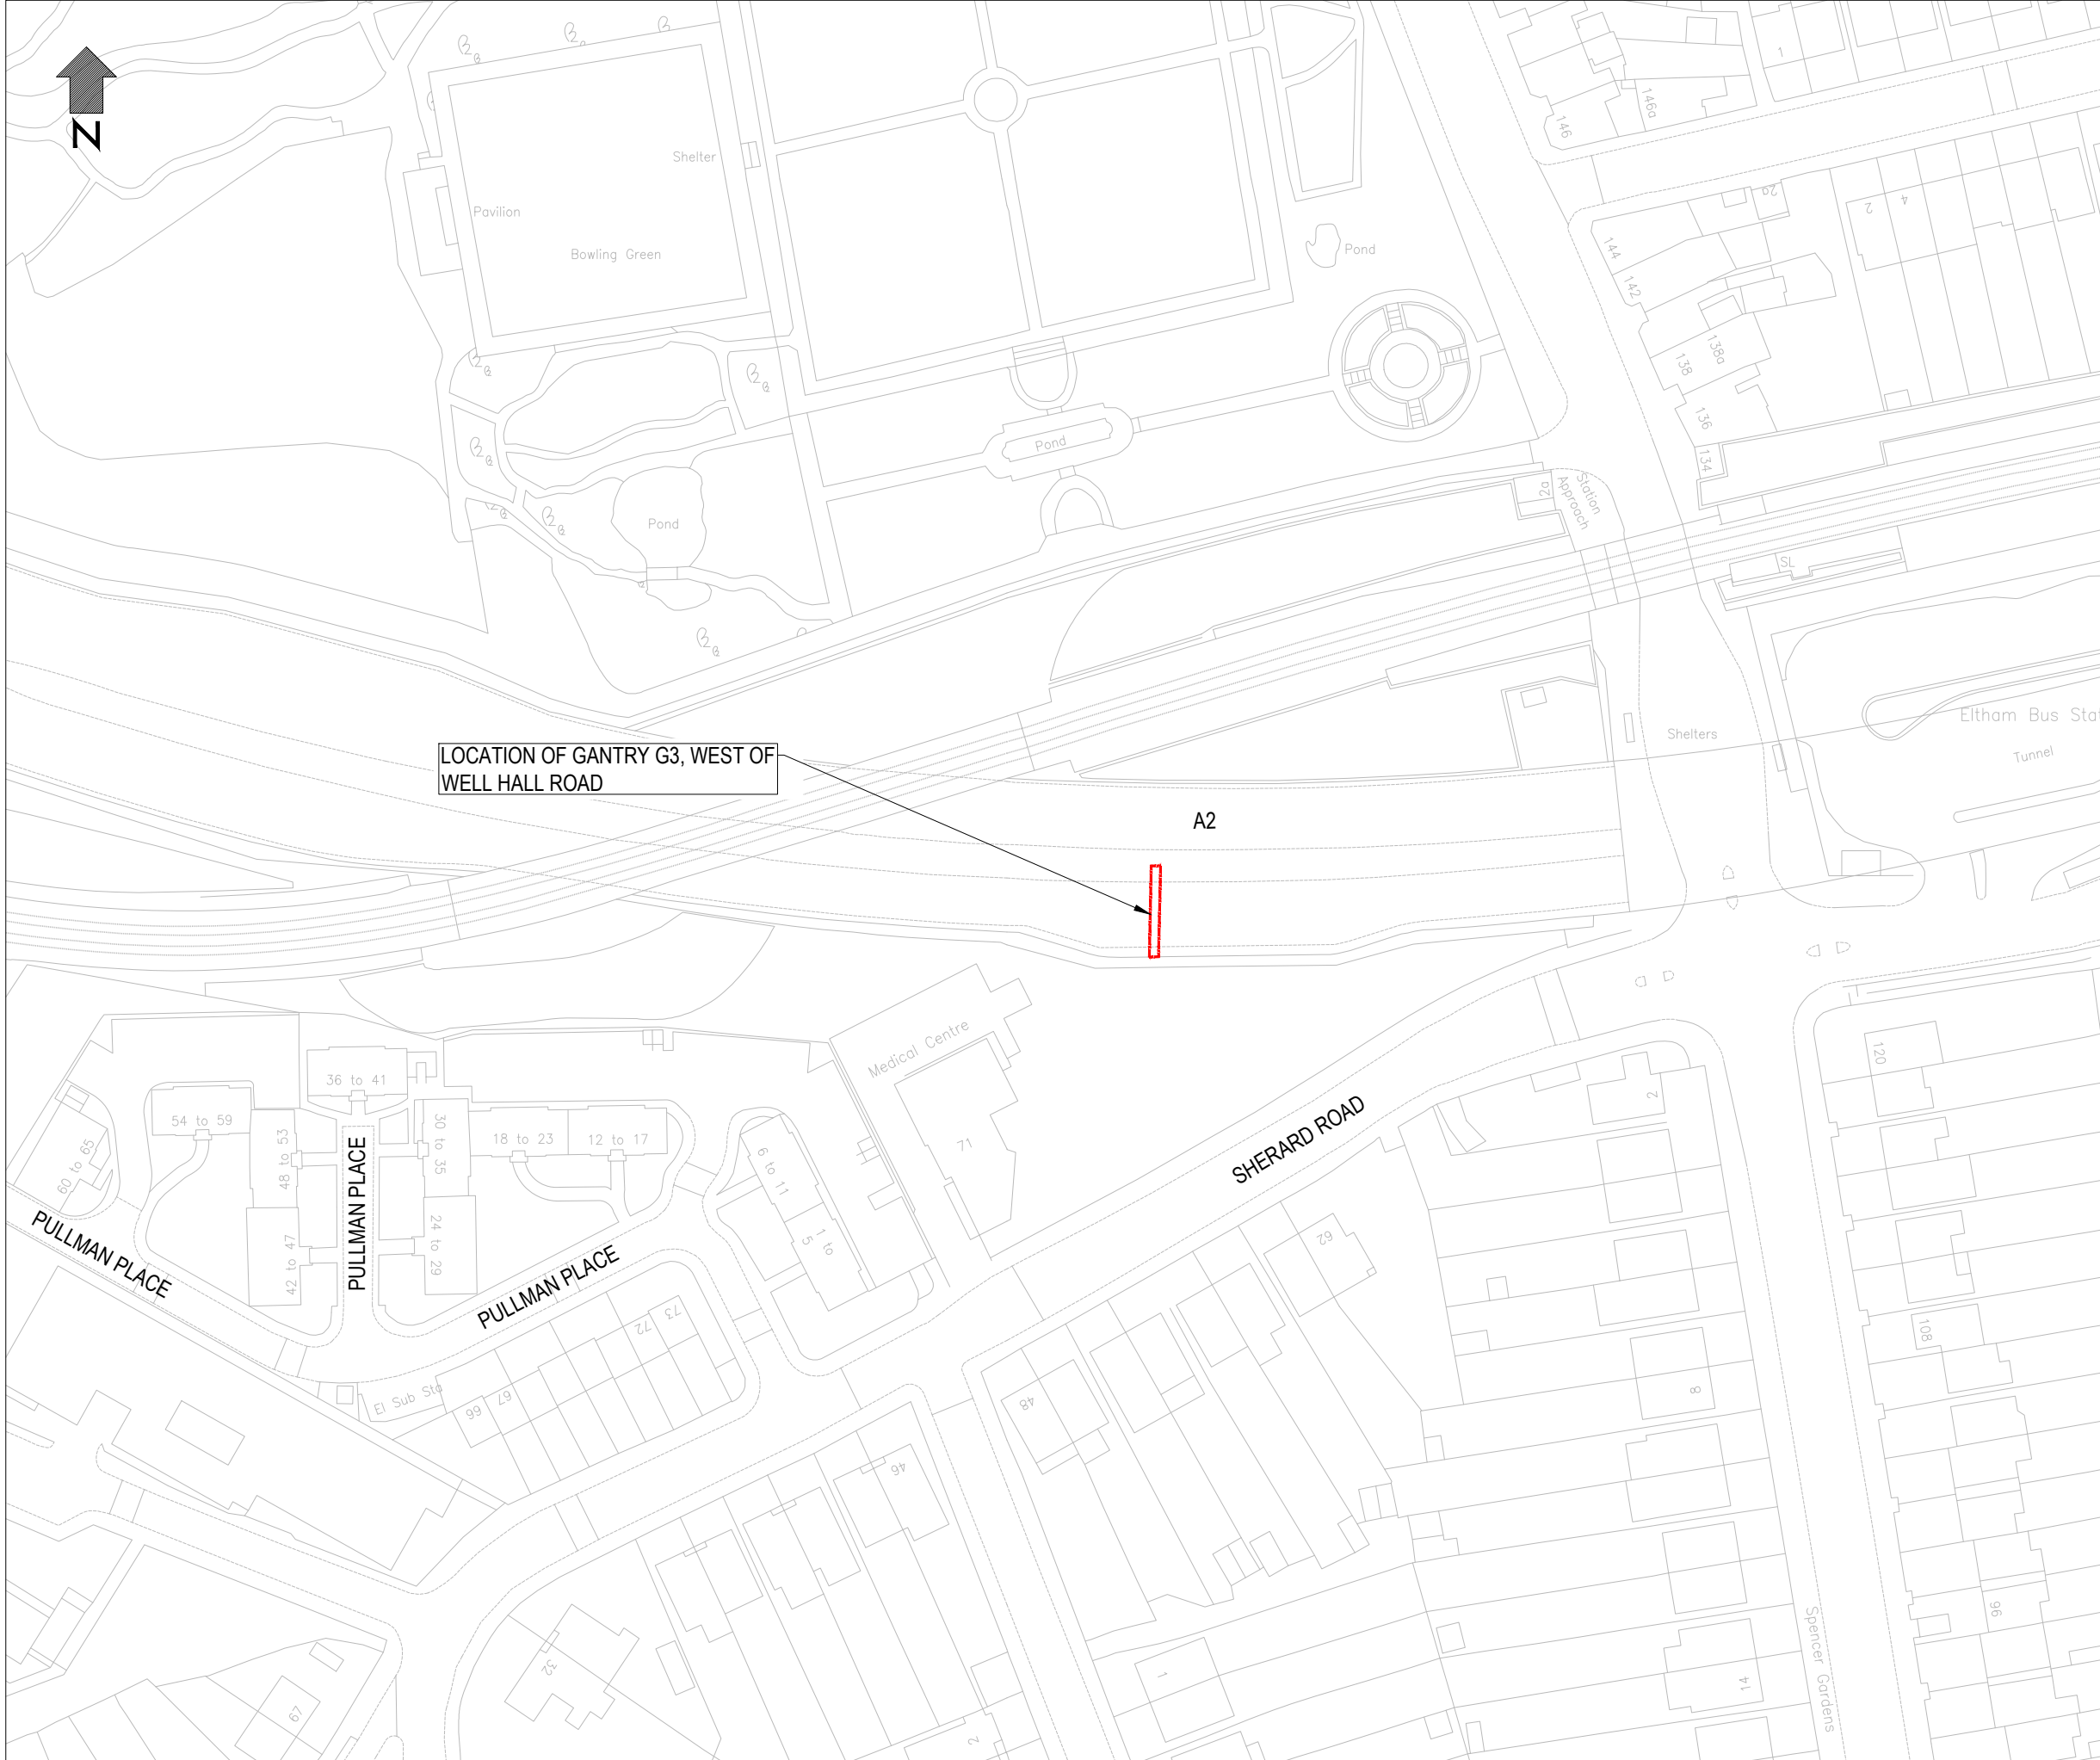 N
Shelter
Pavilion
Bowling Green
Pond
1
146a
146
2a
2
4
144
142
138a
138
136
134
Pond
Pond
2a
Station
Approach
SL
Eltham Bus
Shelters
Tunnel
LOCATION OF GANTRY G3, WEST OF
WELL HALL ROAD
A2
Medical Centre
71
36 to 41
54 to 59
48 to 53
30 to 35
18 to 23
12 to 17
60 to 65
6 to 11
1 to
5
42 to 47
24 to 29
PULLMAN PLACE
PULLMAN PLACE
PULLMAN PLACE
SHERARD ROAD
El Sub Sta
66
67
72
73
62
48
46
2
120
108
8
96
14
Spencer Gardens
32
67
1
2